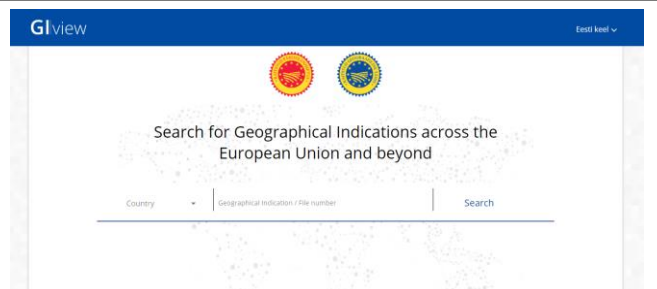 GIview
Eesti keel
Search for Geographical Indications across the
European Union and beyond
Country
Geographical Indication / File number
Search